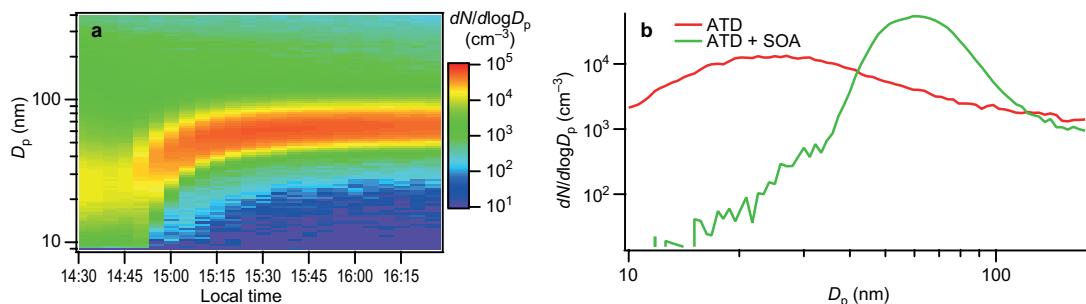 a
dN/dlogDₚ
(cm⁻³)
10⁵
10⁴
10³
10²
10¹
100
10
Dₚ (nm)
14:30 14:45 15:00 15:15 15:30 15:45 16:00 16:15
Local time
b
ATD
ATD + SOA
dN/dlogDₚ (cm⁻³)
10⁴
10³
10²
10 100
Dₚ (nm)